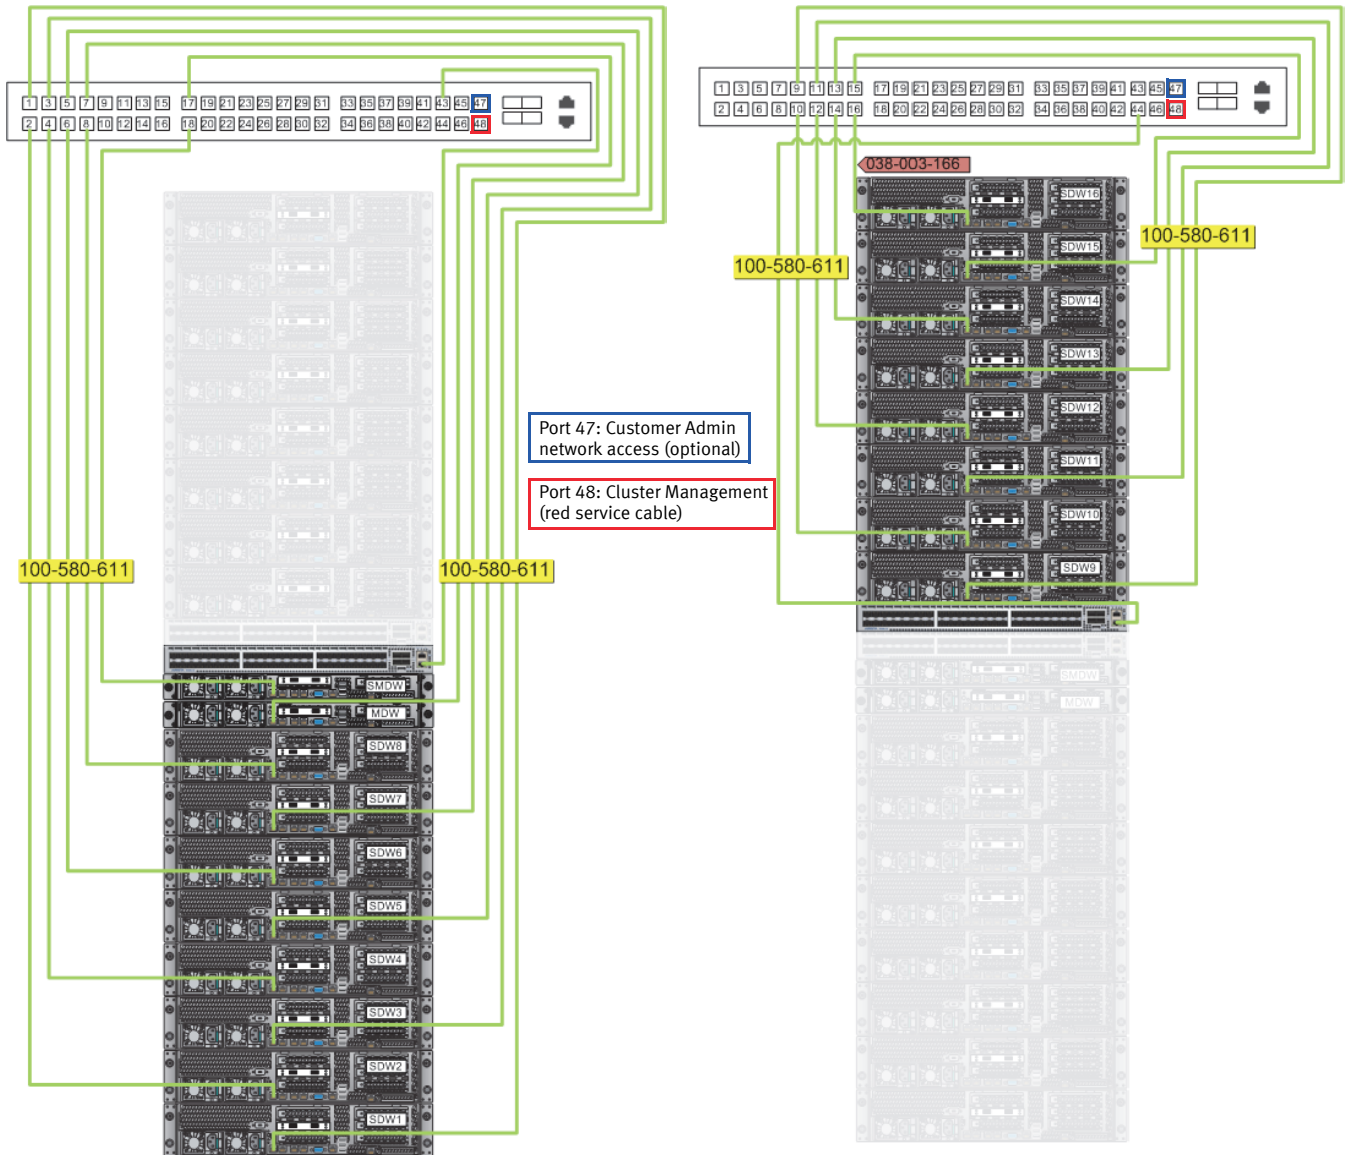 1 3 5 7 9 11 13 15 17 19 21 23 25 27 29 31 33 35 37 39 41 43 45 47
2 4 6 8 10 12 14 16 18 20 22 24 26 28 30 32 34 36 38 40 42 44 46 48
1 3 5 7 9 11 13 15 17 19 21 23 25 27 29 31 33 35 37 39 41 43 45 47
2 4 6 8 10 12 14 16 18 20 22 24 26 28 30 32 34 36 38 40 42 44 46 48
038-003-166
SDW16
100-580-611
SDW15
100-580-611
SDW14
SDW13
SDW12
Port 47: Customer Admin
network access (optional)
SDW11
Port 48: Cluster Management
(red service cable)
SDW10
SDW9
100-580-611
100-580-611
SMDW
MDW
SDW8
SDW7
SDW6
SDW5
SDW4
SDW3
SDW2
SDW1
SMDW
MDW